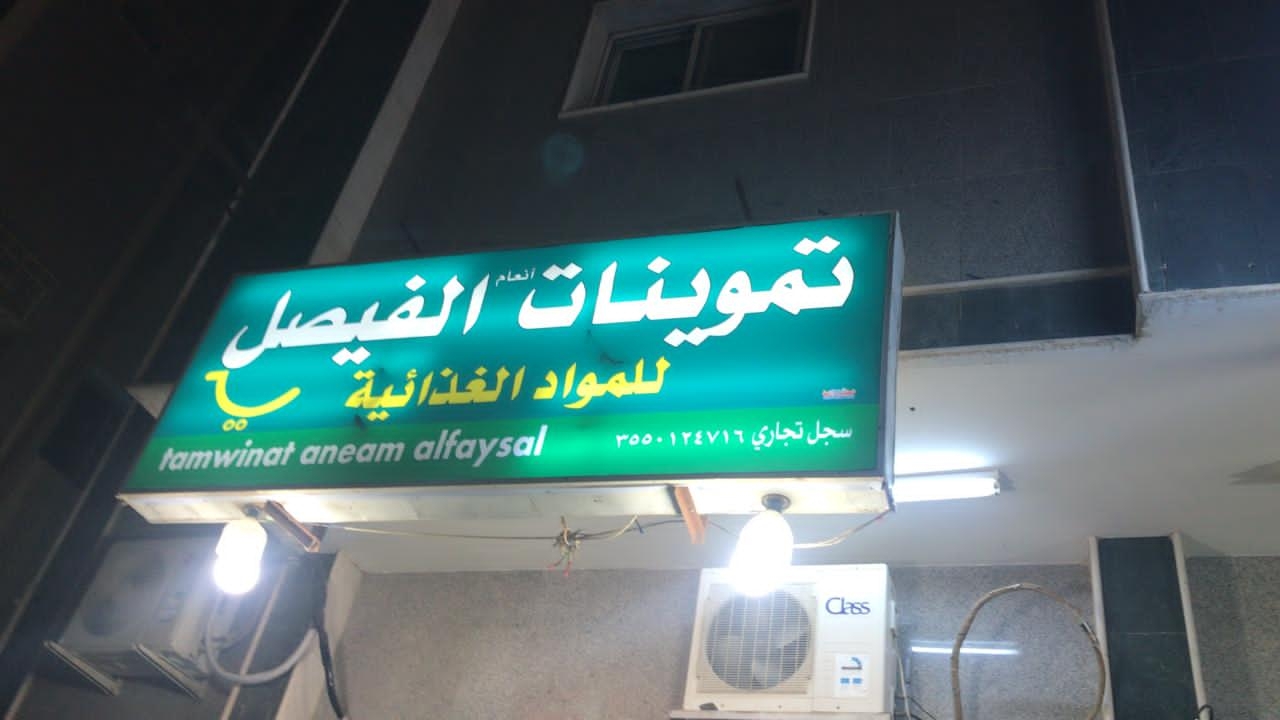 تموينات أنعام الفيصل
للمواد الغذائية
سجل تجاري ٣٥٥٠١٢٤٧١٦
tamwinat aneam alfaysal
Class